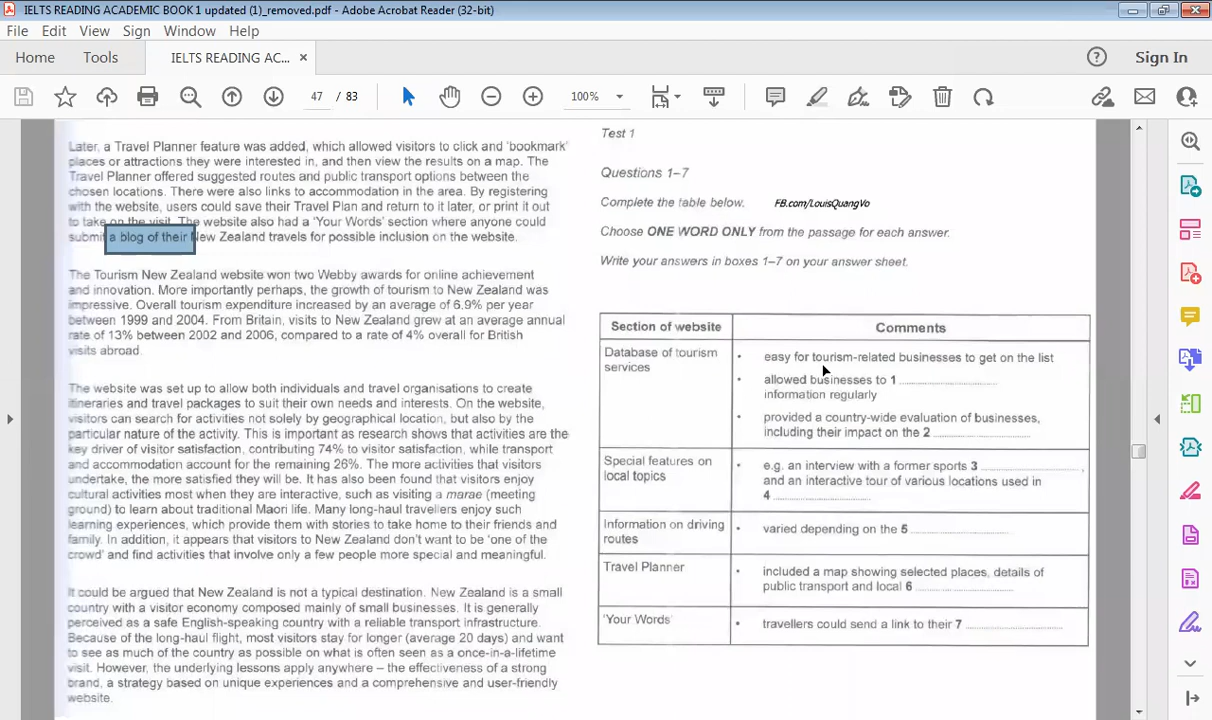 IELTS READING ACADEMIC BOOK 1 updated (1)_removed.pdf - Adobe Acrobat Reader (32-bit)
File Edit View Sign Window Help
Home Tools IELTS READING AC... × Sign In
47 / 83 100%
Later, a Travel Planner feature was added, which allowed visitors to click and 'bookmark'
places or attractions they were interested in, and then view the results on a map. The
Travel Planner offered suggested routes and public transport options between the
chosen locations. There were also links to accommodation in the area. By registering
with the website, users could save their Travel Plan and return to it later, or print it out
to take on the visit. The website also had a 'Your Words' section where anyone could
submit a blog of their New Zealand travels for possible inclusion on the website.
The Tourism New Zealand website won two Webby awards for online achievement
and innovation. More importantly perhaps, the growth of tourism to New Zealand was
impressive. Overall tourism expenditure increased by an average of 6.9% per year
between 1999 and 2004. From Britain, visits to New Zealand grew at an average annual
rate of 13% between 2002 and 2006, compared to a rate of 4% overall for British
visits abroad.
The website was set up to allow both individuals and travel organisations to create
itineraries and travel packages to suit their own needs and interests. On the website,
visitors can search for activities not solely by geographical location, but also by the
particular nature of the activity. This is important as research shows that activities are the
key driver of visitor satisfaction, contributing 74% to visitor satisfaction, while transport
and accommodation account for the remaining 26%. The more activities that visitors
undertake, the more satisfied they will be. It has also been found that visitors enjoy
cultural activities most when they are interactive, such as visiting a marae (meeting
ground) to learn about traditional Maori life. Many long-haul travellers enjoy such
learning experiences, which provide them with stories to take home to their friends and
family. In addition, it appears that visitors to New Zealand don't want to be 'one of the
crowd' and find activities that involve only a few people more special and meaningful.
It could be argued that New Zealand is not a typical destination. New Zealand is a small
country with a visitor economy composed mainly of small businesses. It is generally
perceived as a safe English-speaking country with a reliable transport infrastructure.
Because of the long-haul flight, most visitors stay for longer (average 20 days) and want
to see as much of the country as possible on what is often seen as a once-in-a-lifetime
visit. However, the underlying lessons apply anywhere – the effectiveness of a strong
brand, a strategy based on unique experiences and a comprehensive and user-friendly
website.
Test 1
Questions 1–7
Complete the table below. FB.com/LouisQuangVo
Choose ONE WORD ONLY from the passage for each answer.
Write your answers in boxes 1–7 on your answer sheet.
Section of website Comments
Database of tourism
services
• easy for tourism-related businesses to get on the list
• allowed businesses to 1 ....................
information regularly
• provided a country-wide evaluation of businesses,
including their impact on the 2 ....................
Special features on
local topics
• e.g. an interview with a former sports 3 ....................,
and an interactive tour of various locations used in
4 ....................
Information on driving
routes
• varied depending on the 5 ....................
Travel Planner
• included a map showing selected places, details of
public transport and local 6 ....................
'Your Words'
• travellers could send a link to their 7 ....................